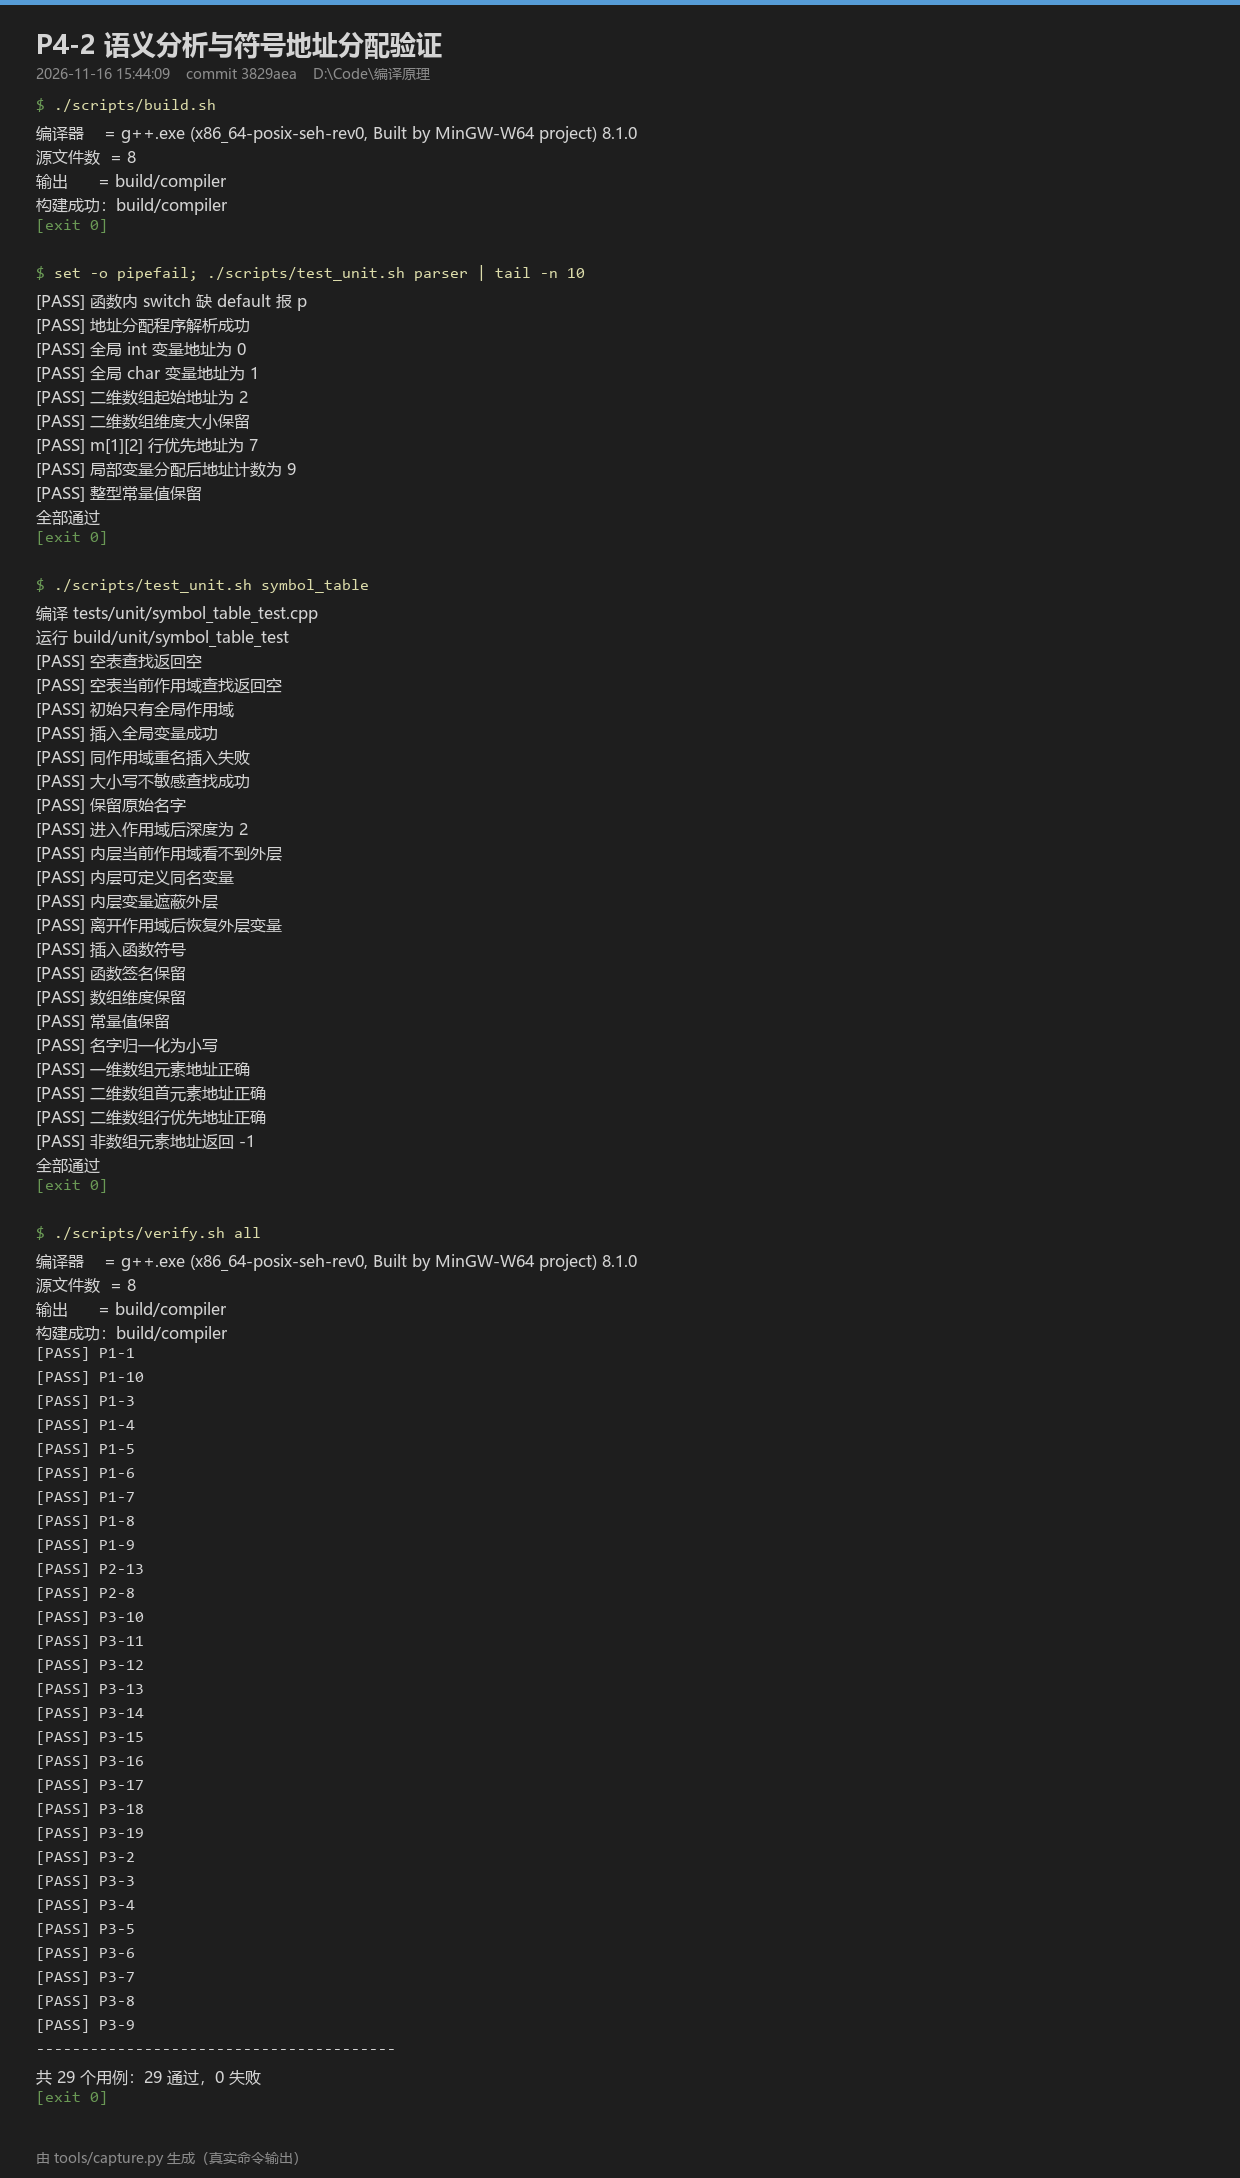 P4-2 语义分析与符号地址分配验证
2026-11-16 15:44:09 commit 3829aea D:\Code\编译原理
$ ./scripts/build.sh
编译器 = g++.exe (x86_64-posix-seh-rev0, Built by MinGW-W64 project) 8.1.0
源文件数 = 8
输出 = build/compiler
构建成功：build/compiler
[exit 0]
$ set -o pipefail; ./scripts/test_unit.sh parser | tail -n 10
[PASS] 函数内 switch 缺 default 报 p
[PASS] 地址分配程序解析成功
[PASS] 全局 int 变量地址为 0
[PASS] 全局 char 变量地址为 1
[PASS] 二维数组起始地址为 2
[PASS] 二维数组维度大小保留
[PASS] m[1][2] 行优先地址为 7
[PASS] 局部变量分配后地址计数为 9
[PASS] 整型常量值保留
全部通过
[exit 0]
$ ./scripts/test_unit.sh symbol_table
编译 tests/unit/symbol_table_test.cpp
运行 build/unit/symbol_table_test
[PASS] 空表查找返回空
[PASS] 空表当前作用域查找返回空
[PASS] 初始只有全局作用域
[PASS] 插入全局变量成功
[PASS] 同作用域重名插入失败
[PASS] 大小写不敏感查找成功
[PASS] 保留原始名字
[PASS] 进入作用域后深度为 2
[PASS] 内层当前作用域看不到外层
[PASS] 内层可定义同名变量
[PASS] 内层变量遮蔽外层
[PASS] 离开作用域后恢复外层变量
[PASS] 插入函数符号
[PASS] 函数签名保留
[PASS] 数组维度保留
[PASS] 常量值保留
[PASS] 名字归一化为小写
[PASS] 一维数组元素地址正确
[PASS] 二维数组首元素地址正确
[PASS] 二维数组行优先地址正确
[PASS] 非数组元素地址返回 -1
全部通过
[exit 0]
$ ./scripts/verify.sh all
编译器 = g++.exe (x86_64-posix-seh-rev0, Built by MinGW-W64 project) 8.1.0
源文件数 = 8
输出 = build/compiler
构建成功：build/compiler
[PASS] P1-1
[PASS] P1-10
[PASS] P1-3
[PASS] P1-4
[PASS] P1-5
[PASS] P1-6
[PASS] P1-7
[PASS] P1-8
[PASS] P1-9
[PASS] P2-13
[PASS] P2-8
[PASS] P3-10
[PASS] P3-11
[PASS] P3-12
[PASS] P3-13
[PASS] P3-14
[PASS] P3-15
[PASS] P3-16
[PASS] P3-17
[PASS] P3-18
[PASS] P3-19
[PASS] P3-2
[PASS] P3-3
[PASS] P3-4
[PASS] P3-5
[PASS] P3-6
[PASS] P3-7
[PASS] P3-8
[PASS] P3-9
----------------------------------------
共 29 个用例：29 通过，0 失败
[exit 0]
由 tools/capture.py 生成（真实命令输出）